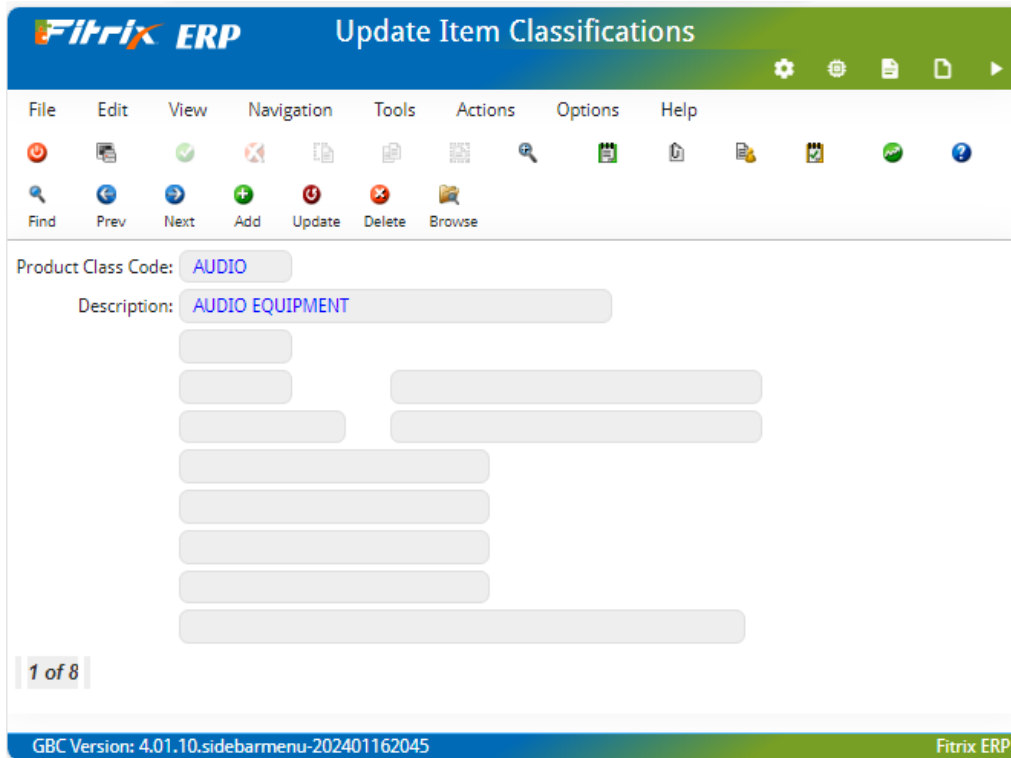 Fitrix ERP Update Item Classifications
File Edit View Navigation Tools Actions Options Help
Find Prev Next Add Update Delete Browse
Product Class Code: AUDIO
Description: AUDIO EQUIPMENT
1 of 8
GBC Version: 4.01.10.sidebarmenu-202401162045 Fitrix ERP